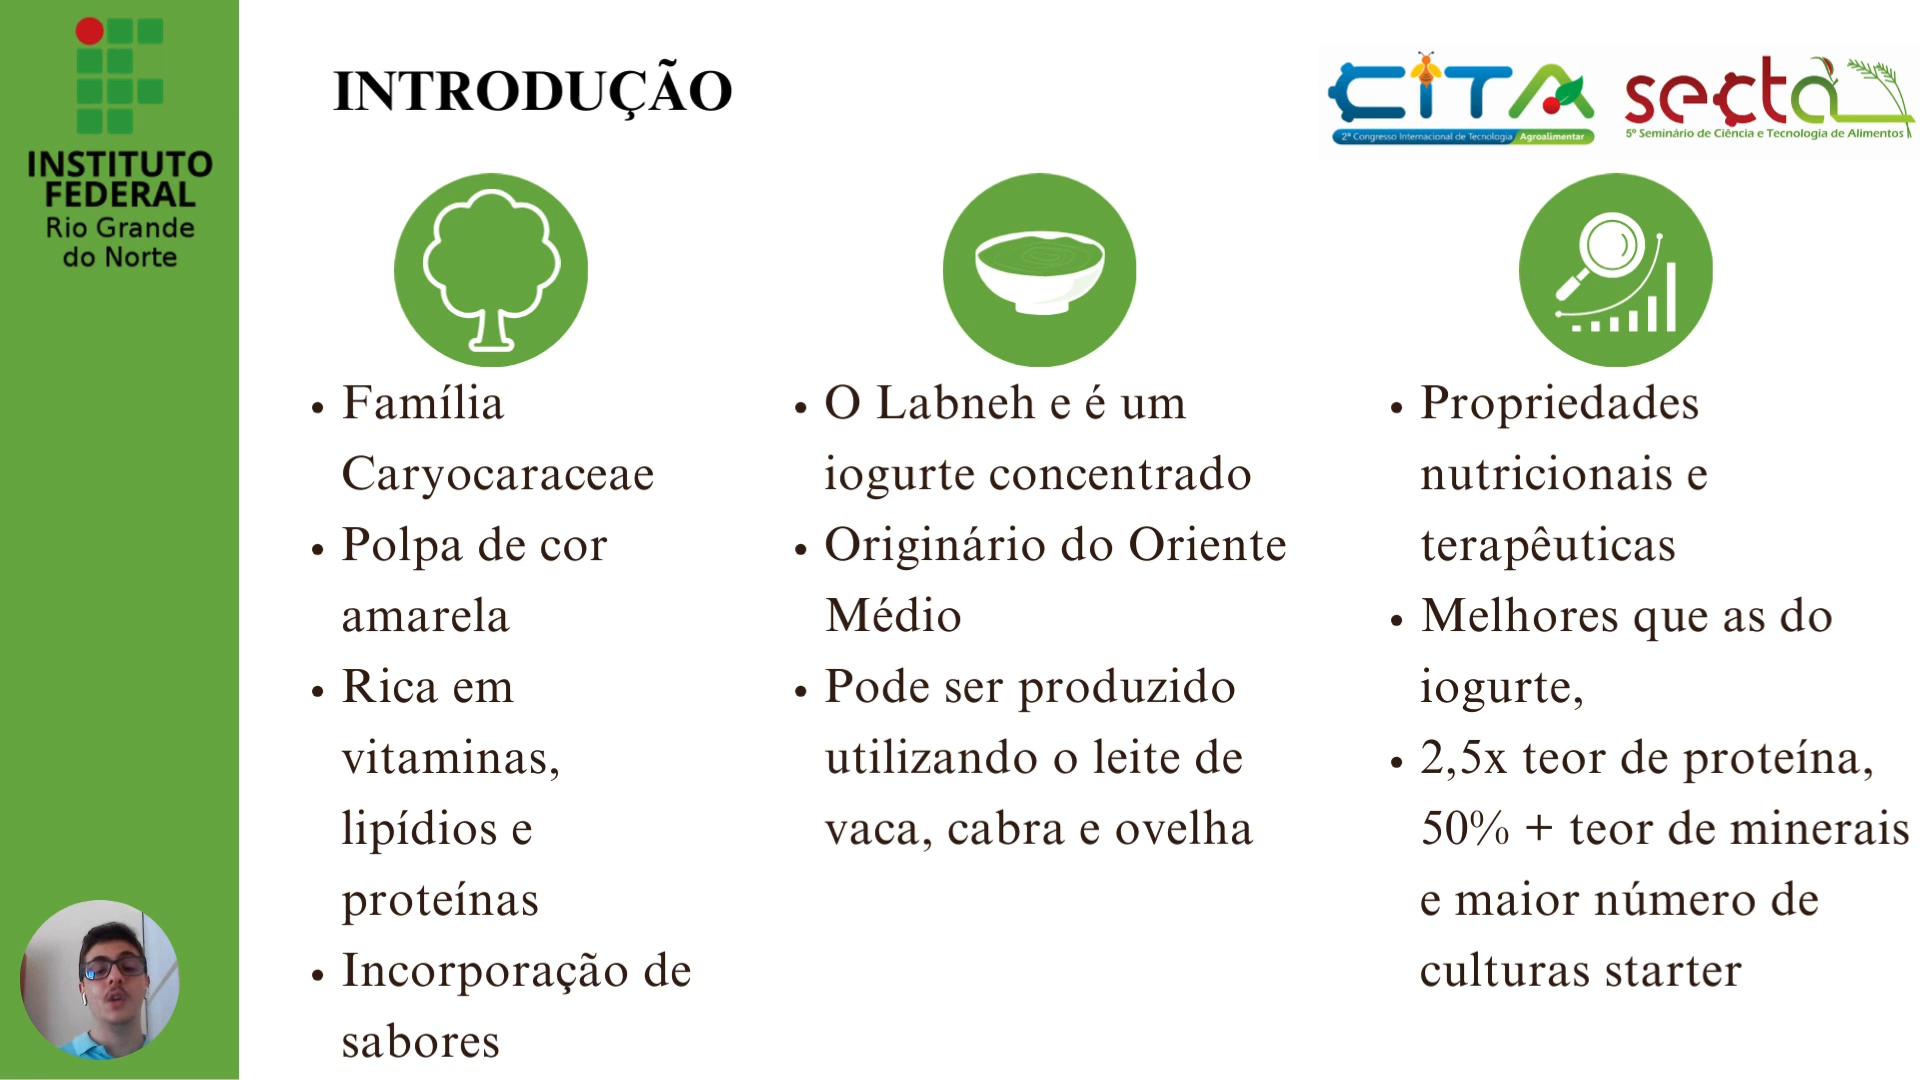 INSTITUTO
FEDERAL
Rio Grande
do Norte
INTRODUÇÃO
CITA
2º Congresso Internacional de Tecnologia Agroalimentar
secta
5º Seminário de Ciência e Tecnologia de Alimentos
• Família
Caryocaraceae
• Polpa de cor
amarela
• Rica em
vitaminas,
lipídios e
proteínas
• Incorporação de
sabores
• O Labneh e é um
iogurte concentrado
• Originário do Oriente
Médio
• Pode ser produzido
utilizando o leite de
vaca, cabra e ovelha
• Propriedades
nutricionais e
terapêuticas
• Melhores que as do
iogurte,
• 2,5x teor de proteína,
50% + teor de minerais
e maior número de
culturas starter